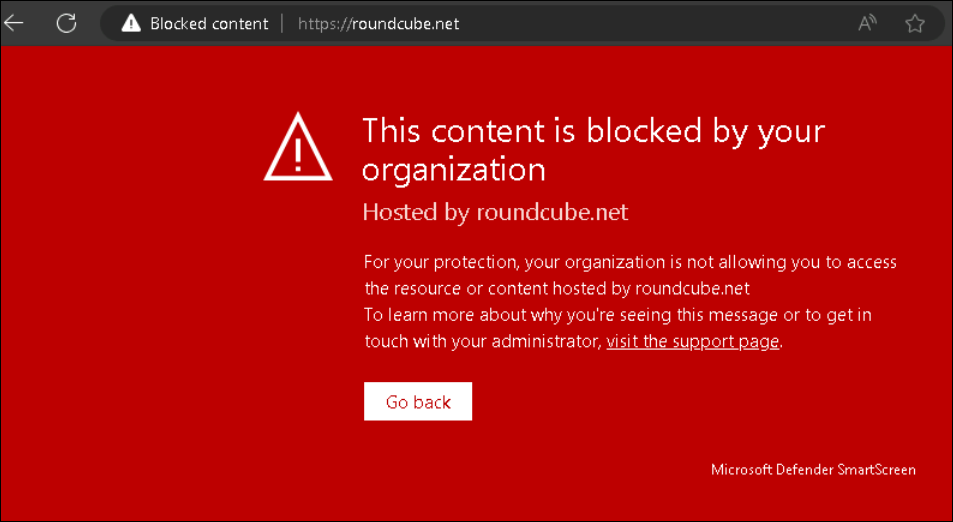 Blocked content | https://roundcube.net
This content is blocked by your
organization
Hosted by roundcube.net
For your protection, your organization is not allowing you to access
the resource or content hosted by roundcube.net
To learn more about why you're seeing this message or to get in
touch with your administrator, visit the support page.
Go back
Microsoft Defender SmartScreen